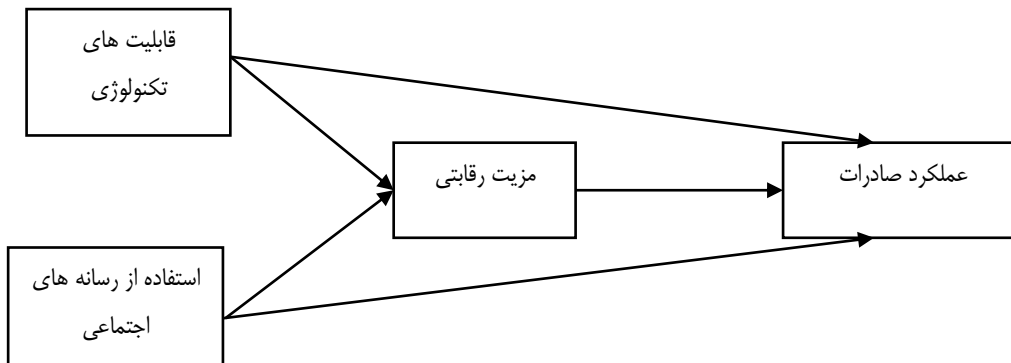 قابلیت های
تکنولوژی
مزیت رقابتی
عملکرد صادرات
استفاده از رسانه های
اجتماعی